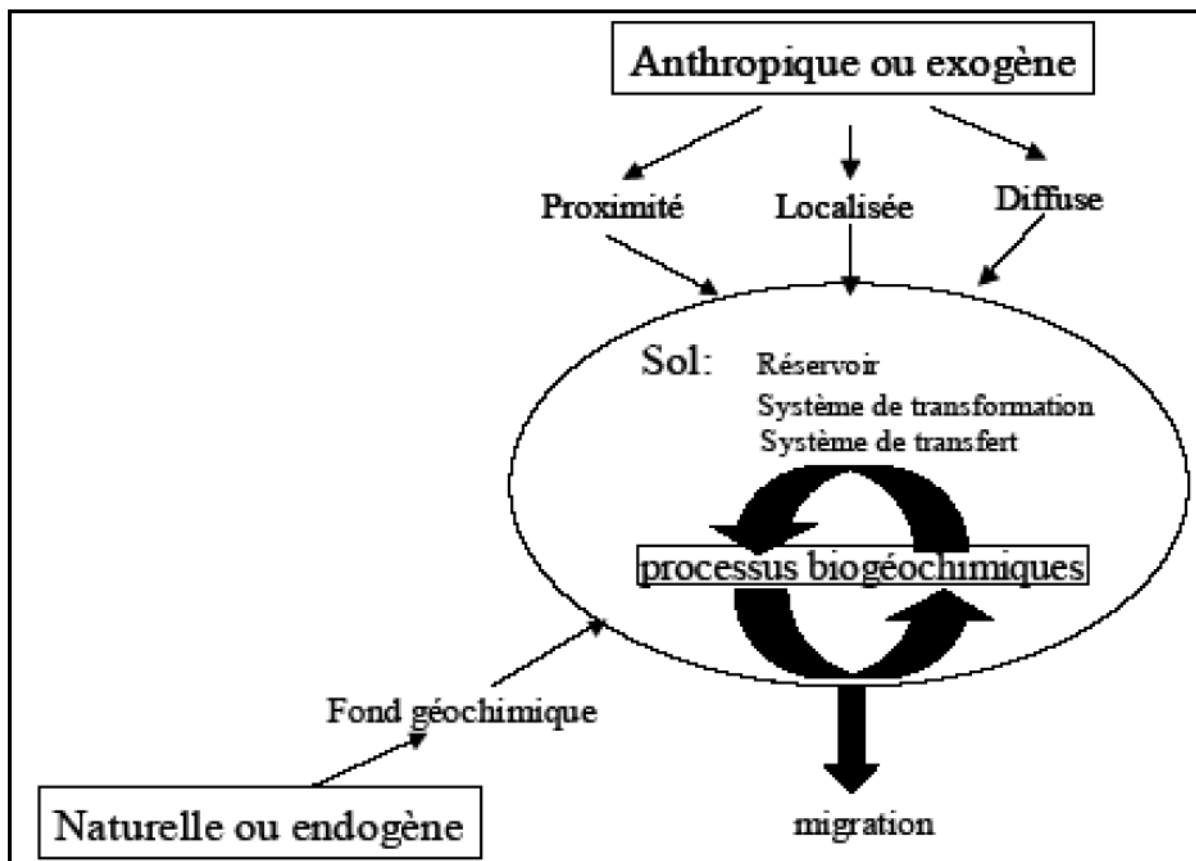 Anthropique ou exogène
Proximité
Localisée
Diffuse
Sol: Réservoir
Système de transformation
Système de transfert
processus biogéochimiques
Fond géochimique
Naturelle ou endogène
migration